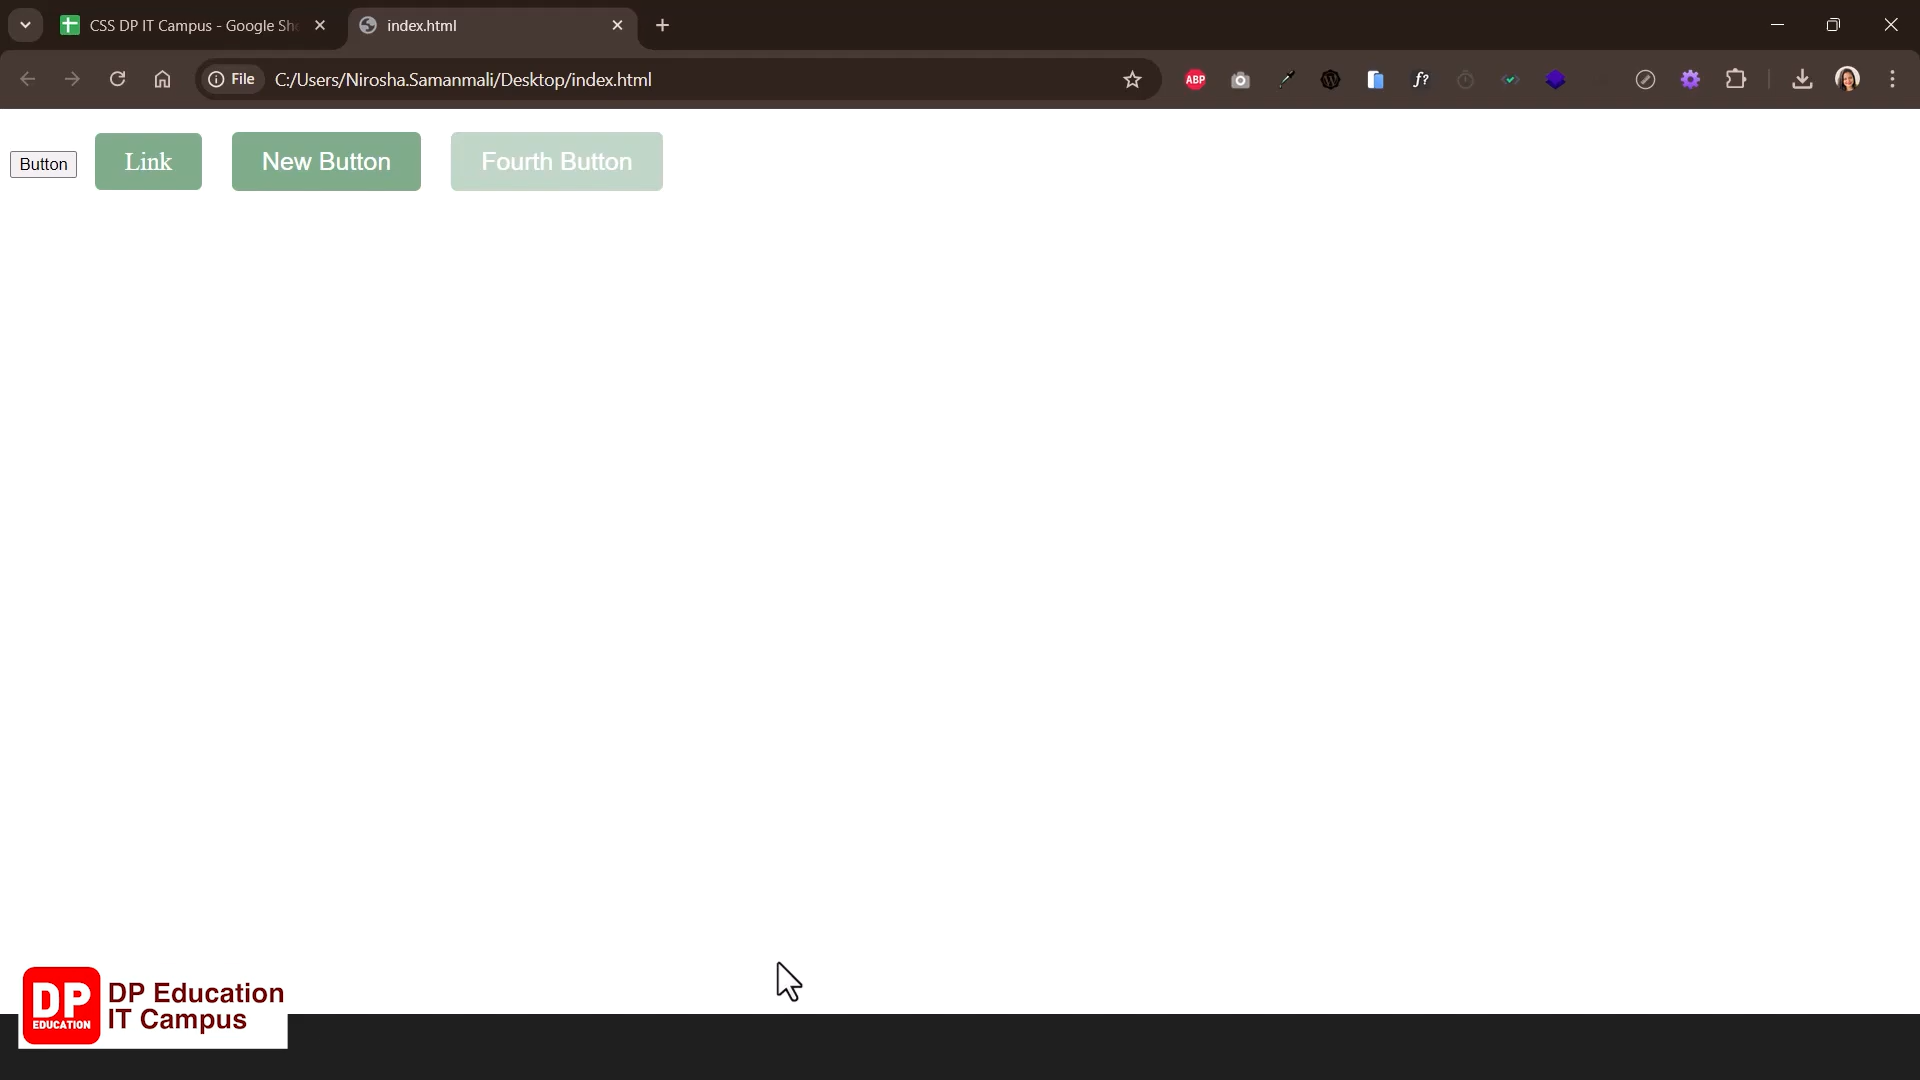 CSS DP IT Campus - Google Sh
index.html
File
C:/Users/Nirosha.Samanmali/Desktop/index.html
ABP
f?
Button
Link
New Button
Fourth Button
DP
EDUCATION
DP Education
IT Campus